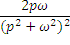 2pω
(p² + ω²)²